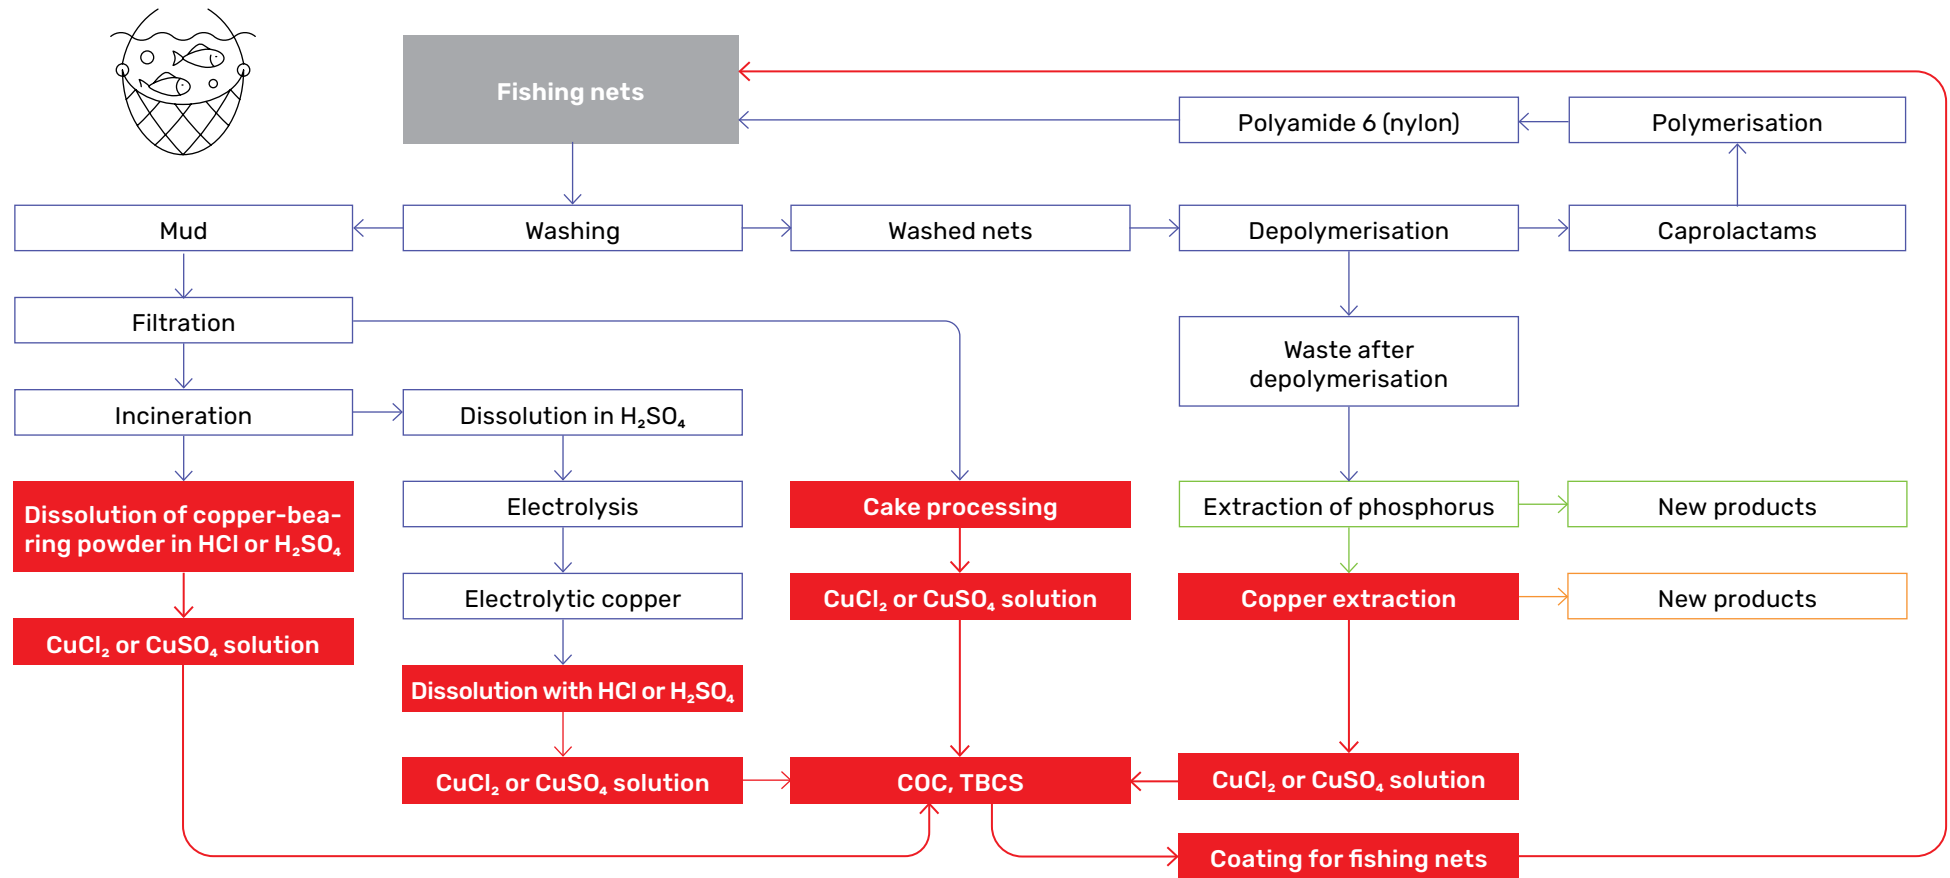 Fishing nets
Polyamide 6 (nylon)
Polymerisation
Mud
Washing
Washed nets
Depolymerisation
Caprolactams
Filtration
Waste after
depolymerisation
Incineration
Dissolution in H₂SO₄
Dissolution of copper-bea-
ring powder in HCl or H₂SO₄
Electrolysis
Cake processing
Extraction of phosphorus
New products
Electrolytic copper
CuCl₂ or CuSO₄ solution
Copper extraction
New products
CuCl₂ or CuSO₄ solution
Dissolution with HCl or H₂SO₄
CuCl₂ or CuSO₄ solution
COC, TBCS
CuCl₂ or CuSO₄ solution
Coating for fishing nets